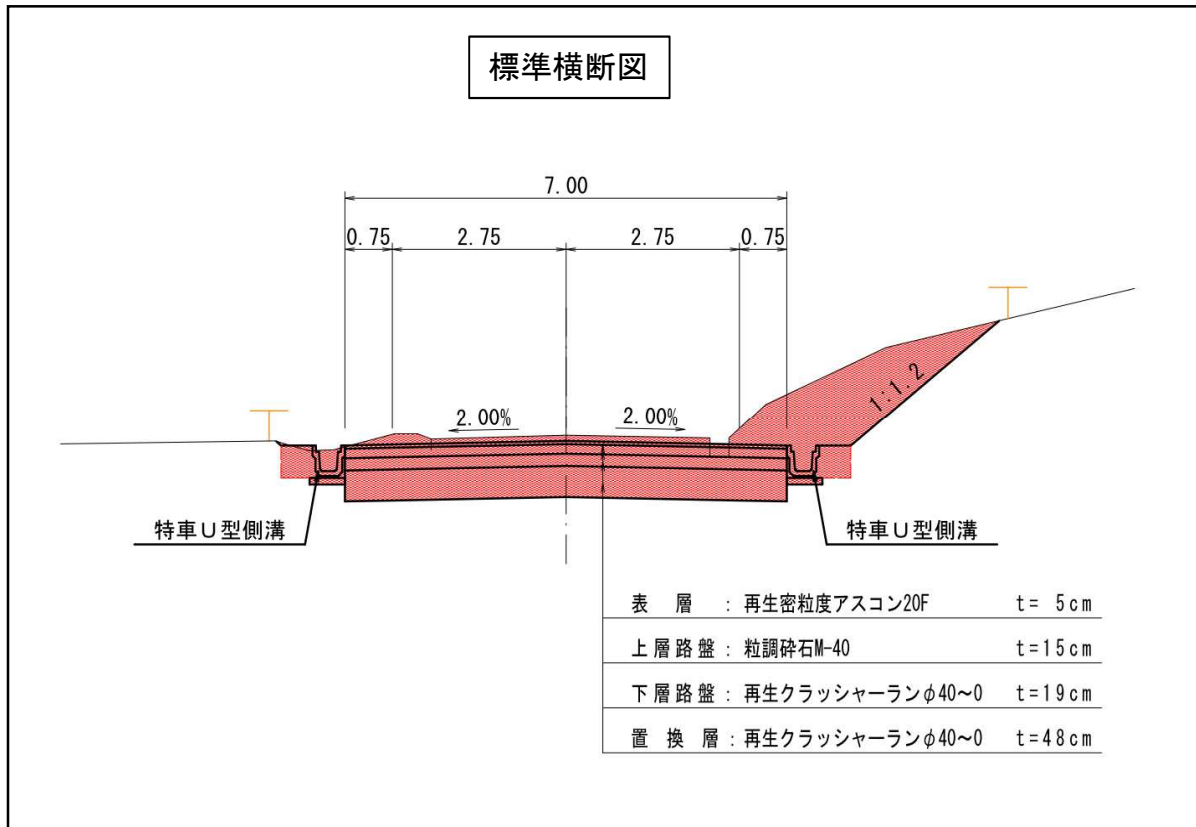 標準横断図
7.00
0.75 2.75 2.75 0.75
1:1.2
2.00% 2.00%
特車U型側溝 特車U型側溝
表層 : 再生密粒度アスコン20F t= 5cm
上層路盤 : 粒調砕石M-40 t=15cm
下層路盤 : 再生クラッシャーランφ40~0 t=19cm
置換層 : 再生クラッシャーランφ40~0 t=48cm